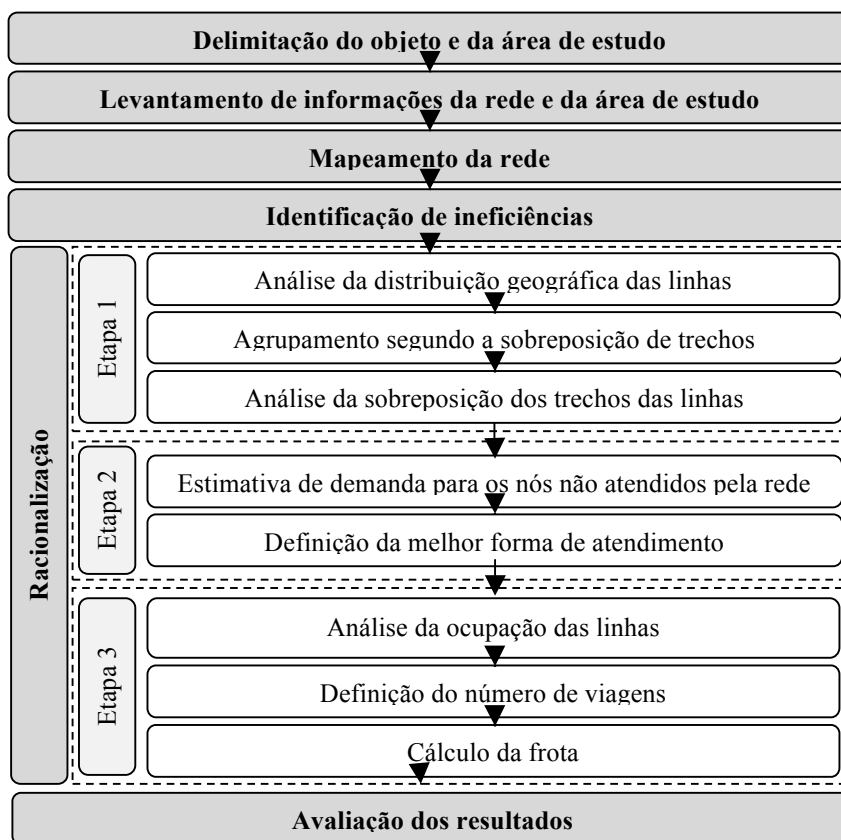 Delimitação do objeto e da área de estudo
Levantamento de informações da rede e da área de estudo
Mapeamento da rede
Identificação de ineficiências
Racionalização
Etapa 1
Análise da distribuição geográfica das linhas
Agrupamento segundo a sobreposição de trechos
Análise da sobreposição dos trechos das linhas
Etapa 2
Estimativa de demanda para os nós não atendidos pela rede
Definição da melhor forma de atendimento
Etapa 3
Análise da ocupação das linhas
Definição do número de viagens
Cálculo da frota
Avaliação dos resultados